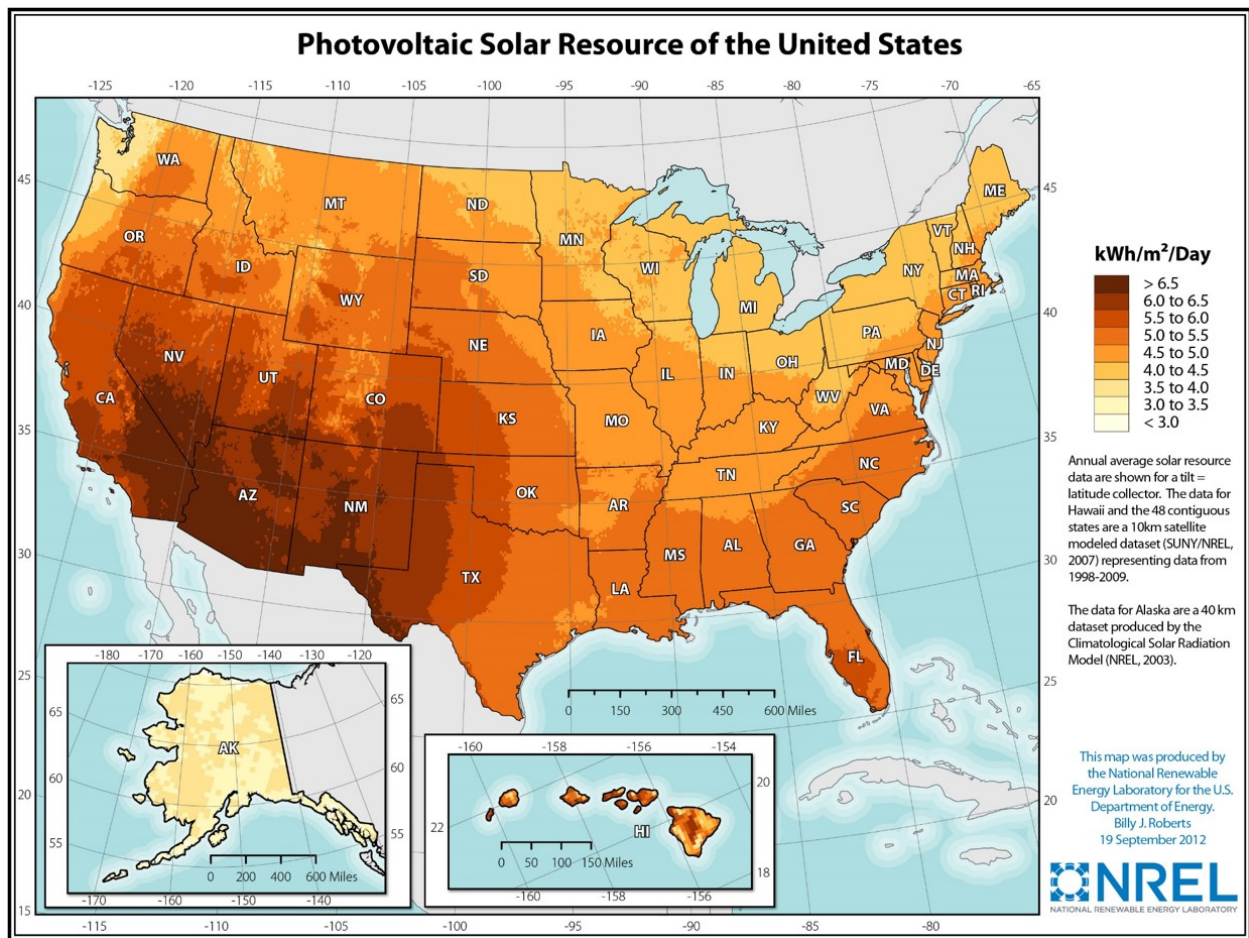 Photovoltaic Solar Resource of the United States
-125
-120
-115
-110
-105
-100
-95
-90
-85
-80
-75
-70
-65
45
40
35
30
25
20
15
45
40
35
30
25
20
-115
-100
-95
-90
-85
-80
WA
MT
ND
MN
ME
OR
ID
SD
WI
VT
NH
WY
MI
NY
MA
CT
RI
NE
IA
PA
NV
UT
IL
IN
OH
NJ
MD
DE
CA
CO
KS
MO
WV
VA
KY
AZ
NM
OK
AR
TN
NC
SC
TX
MS
AL
GA
LA
FL
0 150 300 450 600 Miles
kWh/m²/Day
> 6.5
6.0 to 6.5
5.5 to 6.0
5.0 to 5.5
4.5 to 5.0
4.0 to 4.5
3.5 to 4.0
3.0 to 3.5
< 3.0
Annual average solar resource
data are shown for a tilt =
latitude collector. The data for
Hawaii and the 48 contiguous
states are a 10km satellite
modeled dataset (SUNY/NREL,
2007) representing data from
1998-2009.
The data for Alaska are a 40 km
dataset produced by the
Climatological Solar Radiation
Model (NREL, 2003).
-180 -170 -160 -150 -140 -130 -120
65
60
55
65
60
55
AK
0 200 400 600 Miles
-170 -160 -150 -140
-160 -158 -156 -154
22
20
18
HI
0 50 100 150 Miles
-160 -156
This map was produced by
the National Renewable
Energy Laboratory for the U.S.
Department of Energy.
Billy J. Roberts
19 September 2012
NREL
NATIONAL RENEWABLE ENERGY LABORATORY